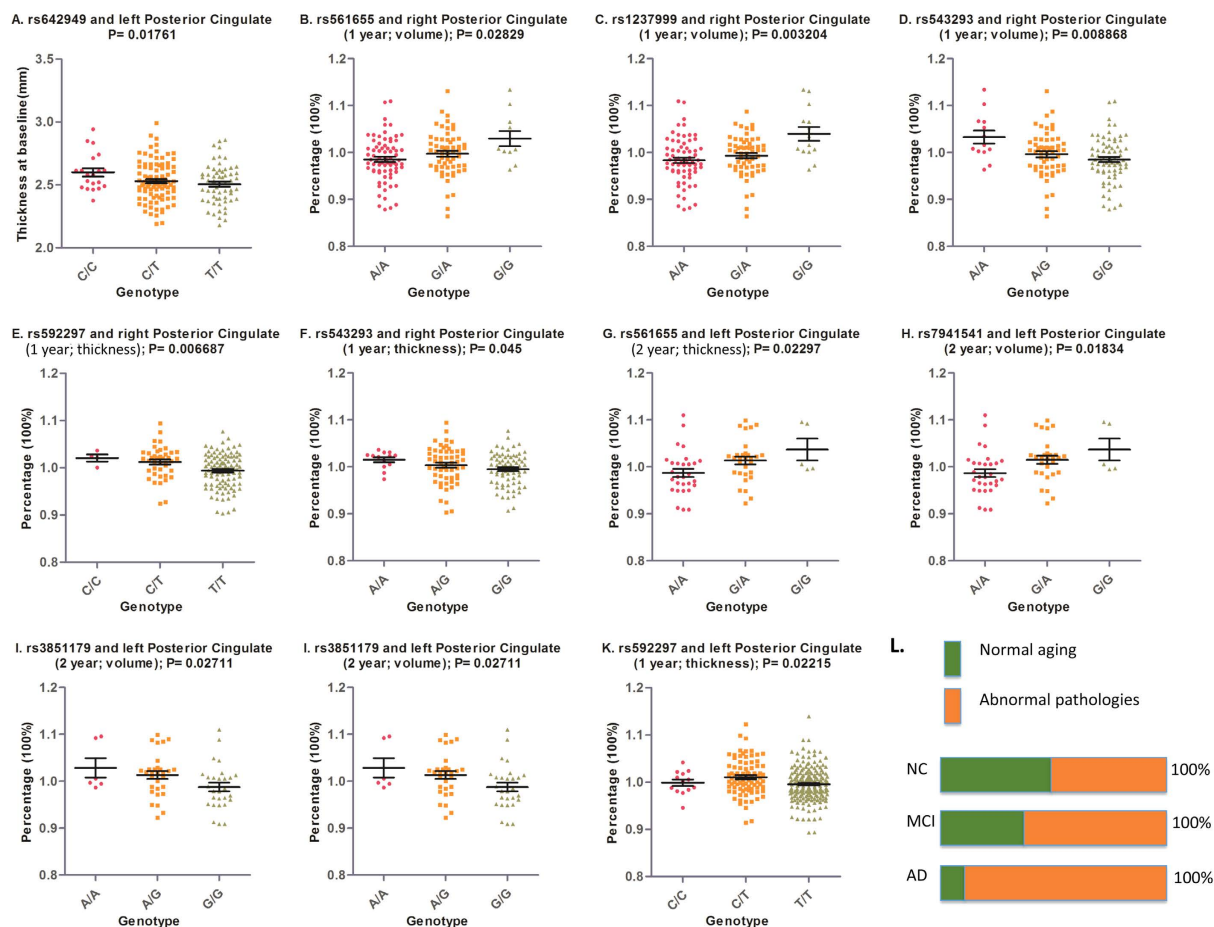 A. rs642949 and left Posterior Cingulate
P= 0.01761
Thickness at baseline(mm)
3.5
3.0
2.5
2.0
C/C
C/T
T/T
Genotype
B. rs561655 and right Posterior Cingulate
(1 year; volume); P= 0.02829
Percentage (100%)
1.2
1.1
1.0
0.9
0.8
A/A
G/A
G/G
Genotype
C. rs1237999 and right Posterior Cingulate
(1 year; volume); P= 0.003204
Percentage (100%)
1.2
1.1
1.0
0.9
0.8
A/A
G/A
G/G
Genotype
D. rs543293 and right Posterior Cingulate
(1 year; volume); P= 0.008868
Percentage (100%)
1.2
1.1
1.0
0.9
0.8
A/A
A/G
G/G
Genotype
E. rs592297 and right Posterior Cingulate
(1 year; thickness); P= 0.006687
Percentage (100%)
1.2
1.1
1.0
0.9
0.8
C/C
C/T
T/T
Genotype
F. rs543293 and right Posterior Cingulate
(1 year; thickness); P= 0.045
Percentage (100%)
1.2
1.1
1.0
0.9
0.8
A/A
A/G
G/G
Genotype
G. rs561655 and left Posterior Cingulate
(2 year; thickness); P= 0.02297
Percentage (100%)
1.2
1.1
1.0
0.9
0.8
A/A
G/A
G/G
Genotype
H. rs7941541 and left Posterior Cingulate
(2 year; volume); P= 0.01834
Percentage (100%)
1.2
1.1
1.0
0.9
0.8
A/A
G/A
G/G
Genotype
I. rs3851179 and left Posterior Cingulate
(2 year; volume); P= 0.02711
Percentage (100%)
1.2
1.1
1.0
0.9
0.8
A/A
A/G
G/G
Genotype
I. rs3851179 and left Posterior Cingulate
(2 year; volume); P= 0.02711
Percentage (100%)
1.2
1.1
1.0
0.9
0.8
A/A
A/G
G/G
Genotype
K. rs592297 and left Posterior Cingulate
(1 year; thickness); P= 0.02215
Percentage (100%)
1.2
1.1
1.0
0.9
0.8
C/C
C/T
T/T
Genotype
L.
Normal aging
Abnormal pathologies
NC 100%
MCI 100%
AD 100%